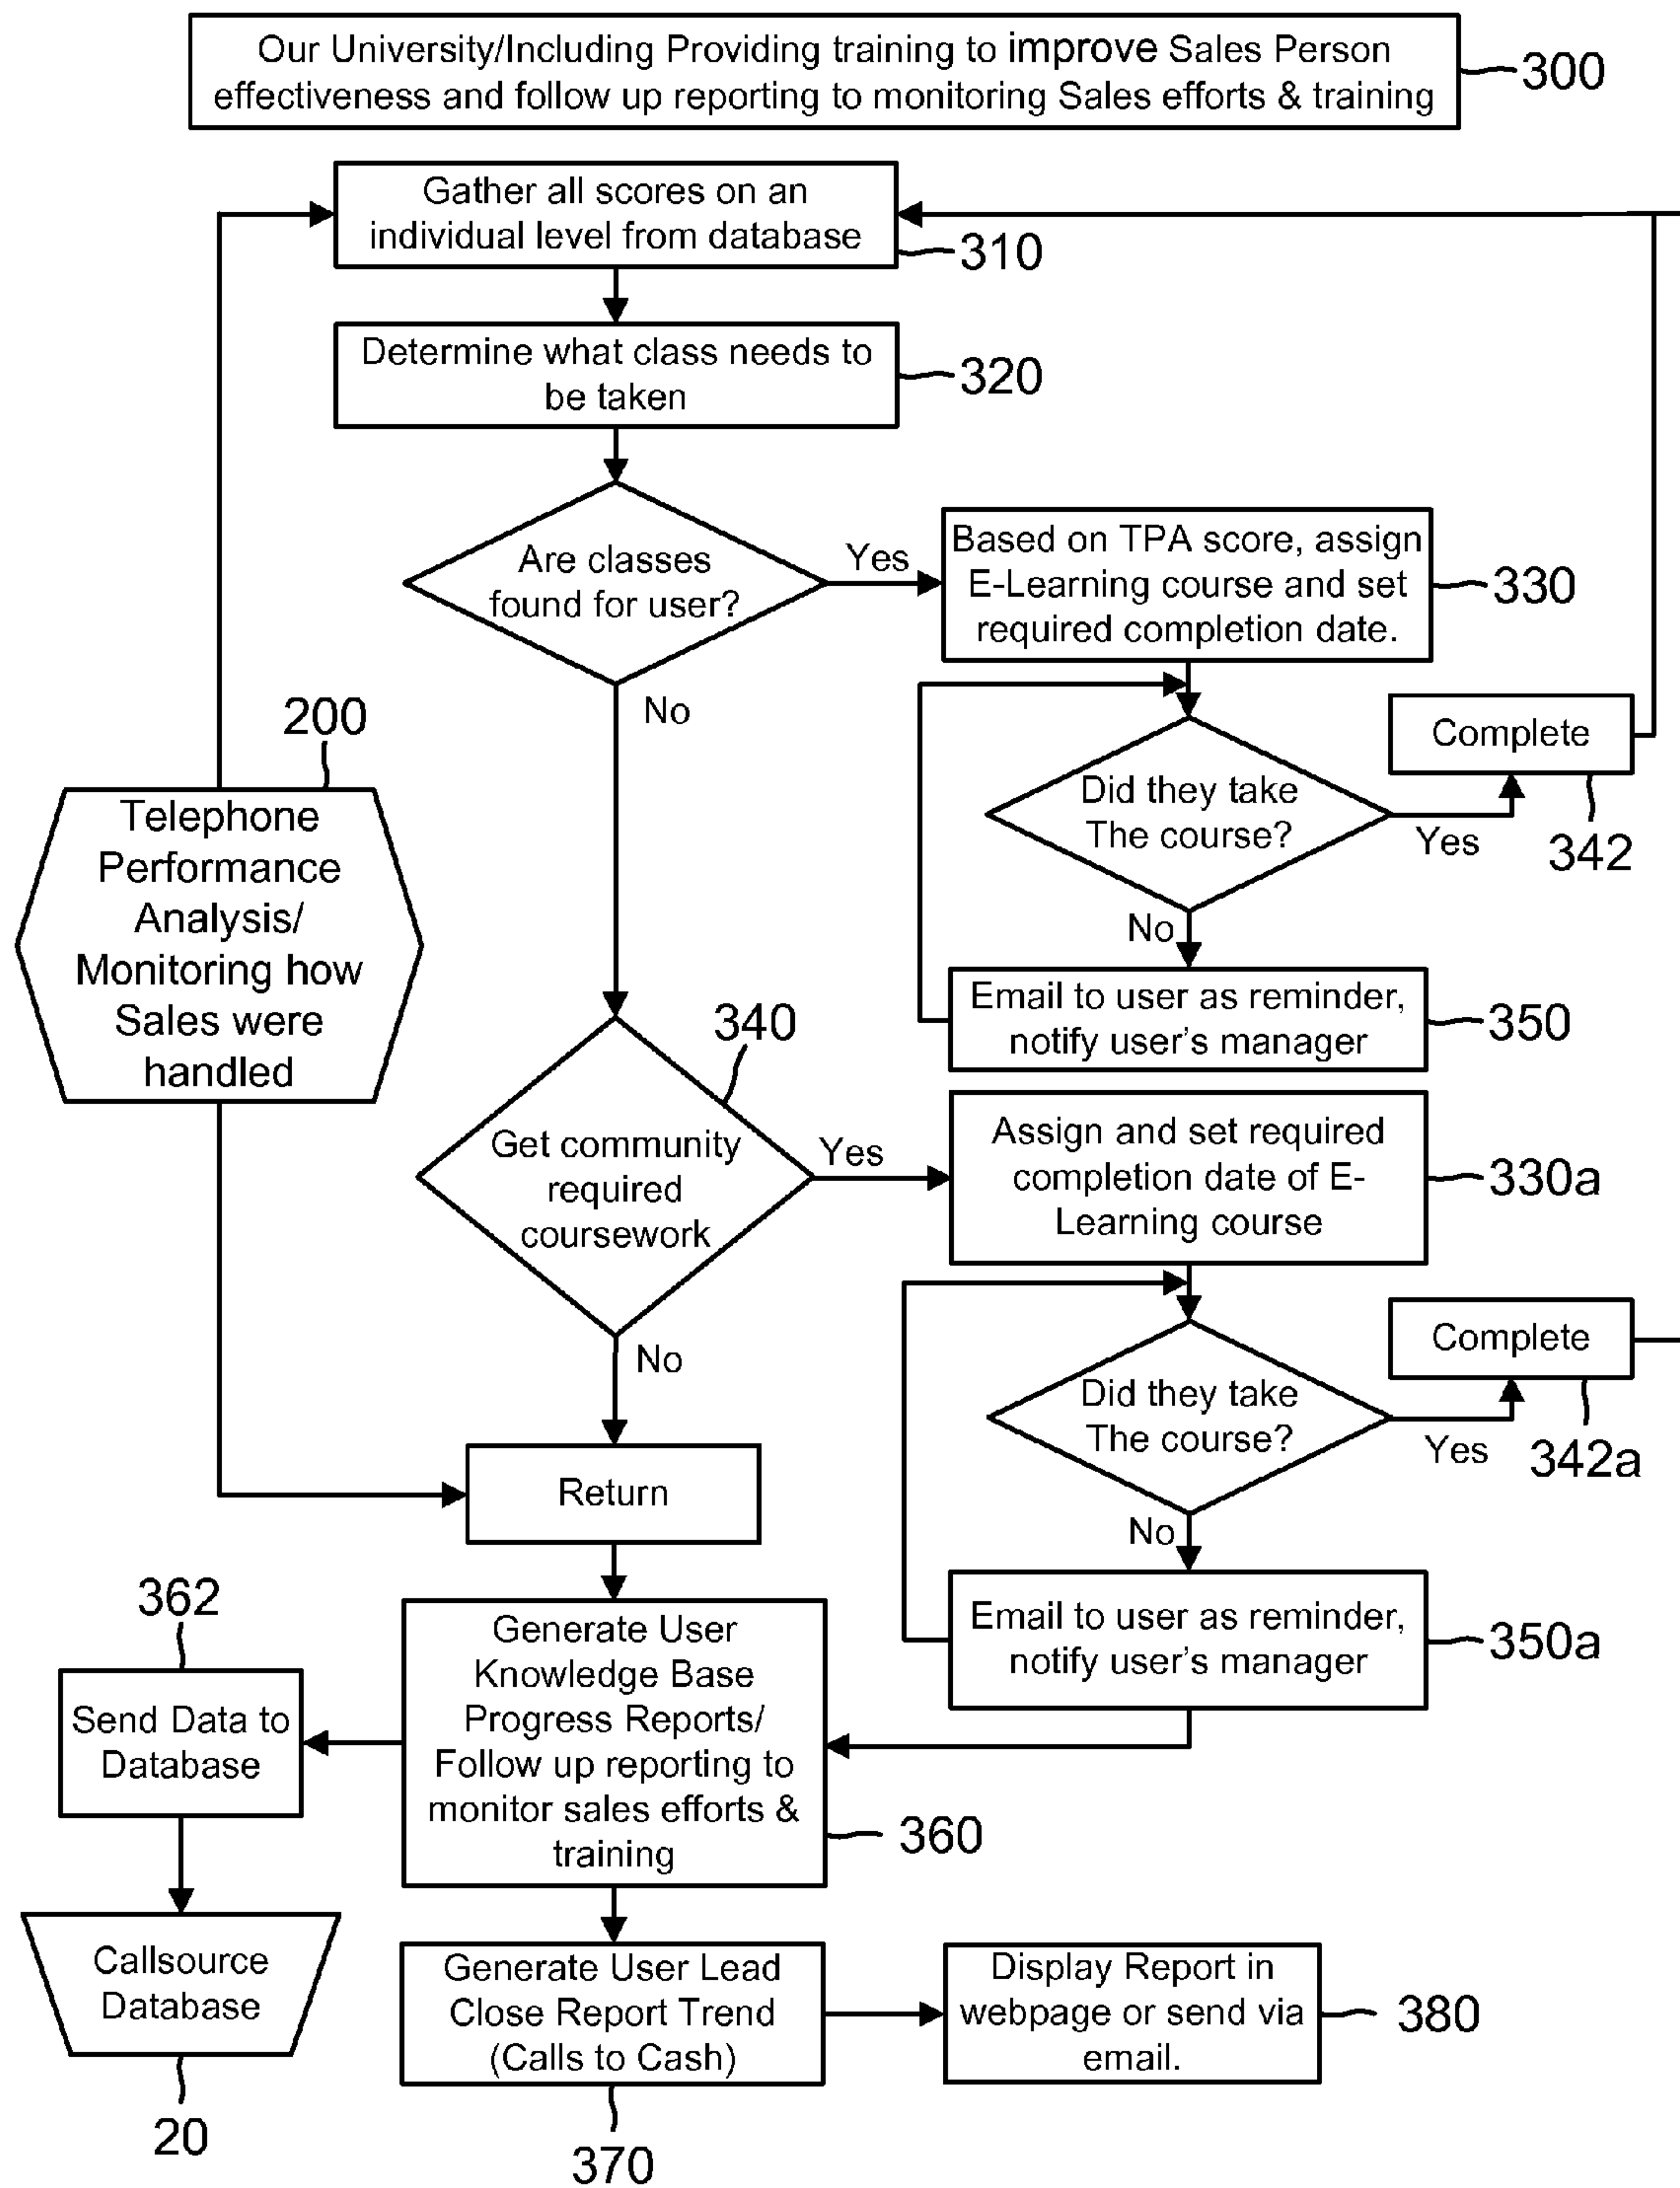 Our University/Including Providing training to improve Sales Person
effectiveness and follow up reporting to monitoring Sales efforts & training
300
Gather all scores on an
individual level from database
310
Determine what class needs to
be taken
320
Are classes
found for user?
Yes
No
Based on TPA score, assign
E-Learning course and set
required completion date.
330
Did they take
The course?
Yes
No
Complete
342
Email to user as reminder,
notify user's manager
350
200
Telephone
Performance
Analysis/
Monitoring how
Sales were
handled
340
Get community
required
coursework
Yes
No
Assign and set required
completion date of E-
Learning course
330a
Did they take
The course?
Yes
No
Complete
342a
Email to user as reminder,
notify user's manager
350a
Return
Generate User
Knowledge Base
Progress Reports/
Follow up reporting to
monitor sales efforts &
training
360
362
Send Data to
Database
Callsource
Database
20
Generate User Lead
Close Report Trend
(Calls to Cash)
370
Display Report in
webpage or send via
email.
380